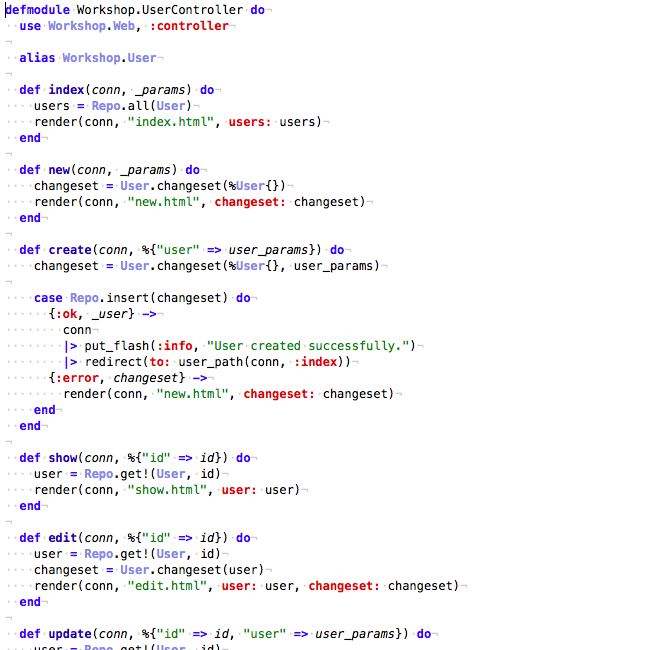 defmodule Workshop.UserController do
  use Workshop.Web, :controller

  alias Workshop.User

  def index(conn, _params) do
    users = Repo.all(User)
    render(conn, "index.html", users: users)
  end

  def new(conn, _params) do
    changeset = User.changeset(%User{})
    render(conn, "new.html", changeset: changeset)
  end

  def create(conn, %{"user" => user_params}) do
    changeset = User.changeset(%User{}, user_params)

    case Repo.insert(changeset) do
      {:ok, _user} ->
        conn
        |> put_flash(:info, "User created successfully.")
        |> redirect(to: user_path(conn, :index))
      {:error, changeset} ->
        render(conn, "new.html", changeset: changeset)
    end
  end

  def show(conn, %{"id" => id}) do
    user = Repo.get!(User, id)
    render(conn, "show.html", user: user)
  end

  def edit(conn, %{"id" => id}) do
    user = Repo.get!(User, id)
    changeset = User.changeset(user)
    render(conn, "edit.html", user: user, changeset: changeset)
  end

  def update(conn, %{"id" => id, "user" => user_params}) do
    user = Repo.get!(User, id)